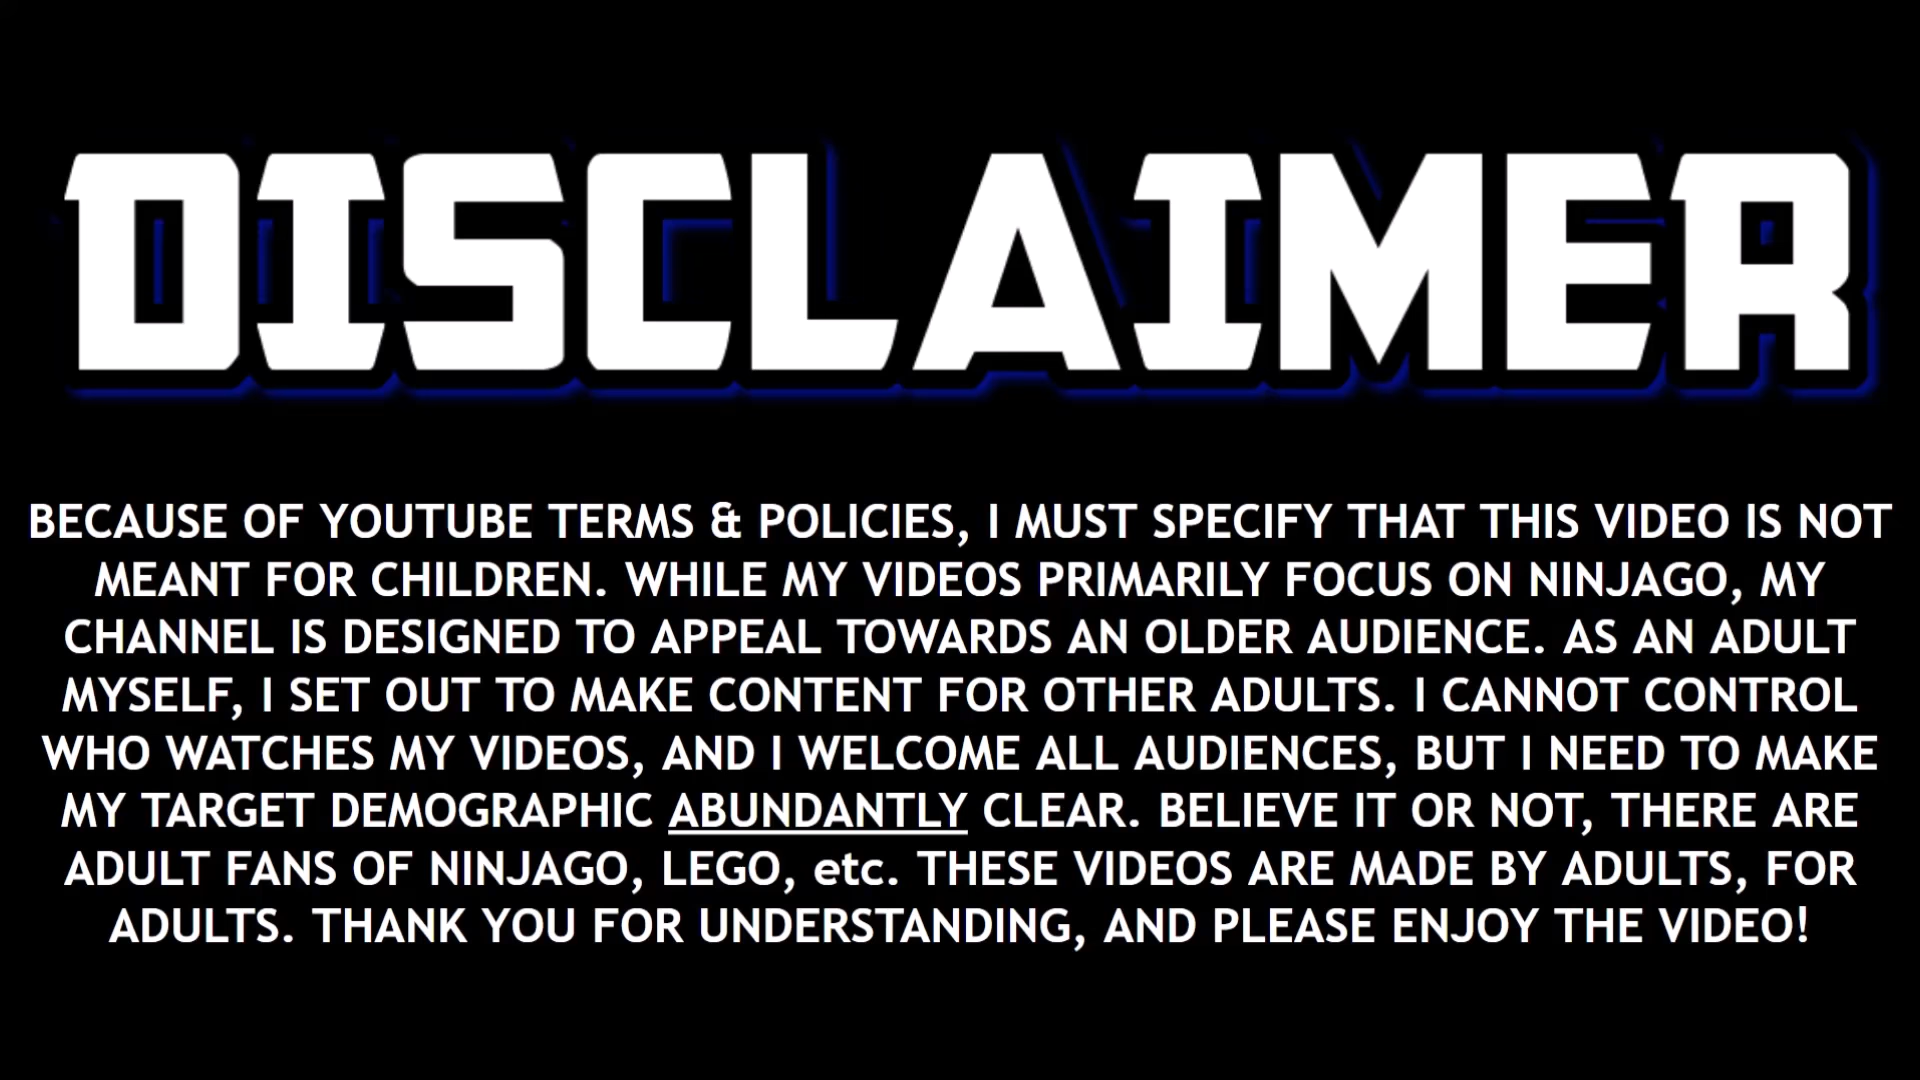 DISCLAIMER
BECAUSE OF YOUTUBE TERMS & POLICIES, I MUST SPECIFY THAT THIS VIDEO IS NOT
MEANT FOR CHILDREN. WHILE MY VIDEOS PRIMARILY FOCUS ON NINJAGO, MY
CHANNEL IS DESIGNED TO APPEAL TOWARDS AN OLDER AUDIENCE. AS AN ADULT
MYSELF, I SET OUT TO MAKE CONTENT FOR OTHER ADULTS. I CANNOT CONTROL
WHO WATCHES MY VIDEOS, AND I WELCOME ALL AUDIENCES, BUT I NEED TO MAKE
MY TARGET DEMOGRAPHIC ABUNDANTLY CLEAR. BELIEVE IT OR NOT, THERE ARE
ADULT FANS OF NINJAGO, LEGO, etc. THESE VIDEOS ARE MADE BY ADULTS, FOR
ADULTS. THANK YOU FOR UNDERSTANDING, AND PLEASE ENJOY THE VIDEO!